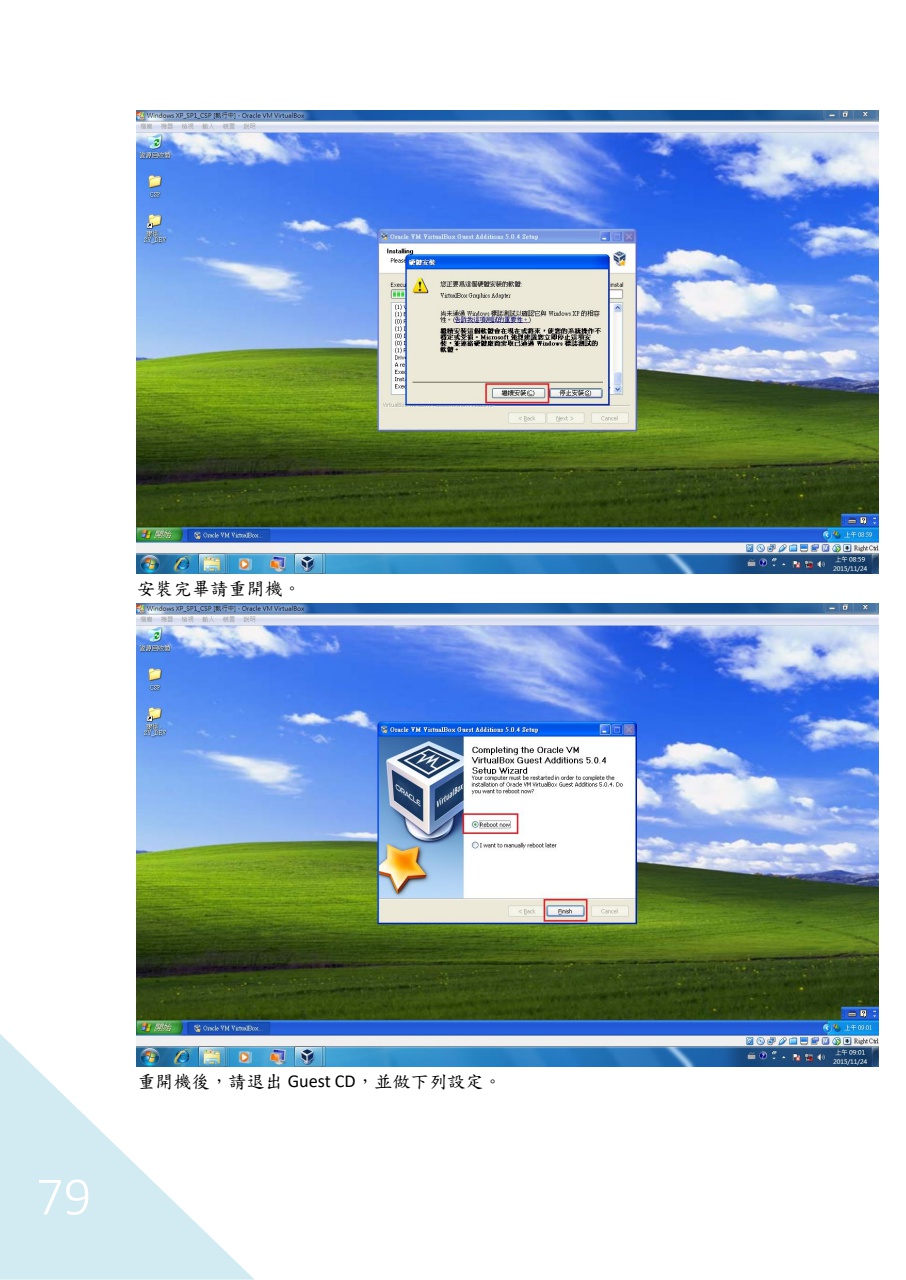 Windows XP_SP1_CSP [執行中] - Oracle VM VirtualBox
檔案 機器 檢視 輸入 裝置 說明
資源回收筒
Oracle VM VirtualBox Guest Additions 5.0.4 Setup
Installing
Pleas
硬體安裝
Execu
instal
您正要為這個硬體安裝的軟體:
VirtualBox Graphics Adapter
尚未通過 Windows 標誌測試以確認它與 Windows XP 的相容
性。(告訴我這項測試的重要性。)
繼續安裝這個軟體會在現在或將來,使您的系統操作不
穩定或受損。Microsoft 強烈建議您立即停止這項安
裝,並連絡硬體廠商索取已通過 Windows 標誌測試的
軟體。
繼續安裝(C)
停止安裝(S)
< Back
Next >
Cancel
開始
Oracle VM VirtualBox...
上午 08:59
Right Ctrl
上午 08:59
2015/11/24
安裝完畢請重開機。
Windows XP_SP1_CSP [執行中] - Oracle VM VirtualBox
檔案 機器 檢視 輸入 裝置 說明
資源回收筒
Oracle VM VirtualBox Guest Additions 5.0.4 Setup
Completing the Oracle VM
VirtualBox Guest Additions 5.0.4
Setup Wizard
Your computer must be restarted in order to complete the
installation of Oracle VM VirtualBox Guest Additions 5.0.4. Do
you want to reboot now?
ORACLE
VirtualBox
Reboot now
I want to manually reboot later
< Back
Finish
Cancel
開始
Oracle VM VirtualBox...
上午 09:01
Right Ctrl
上午 09:01
2015/11/24
重開機後,請退出 Guest CD,並做下列設定。
79